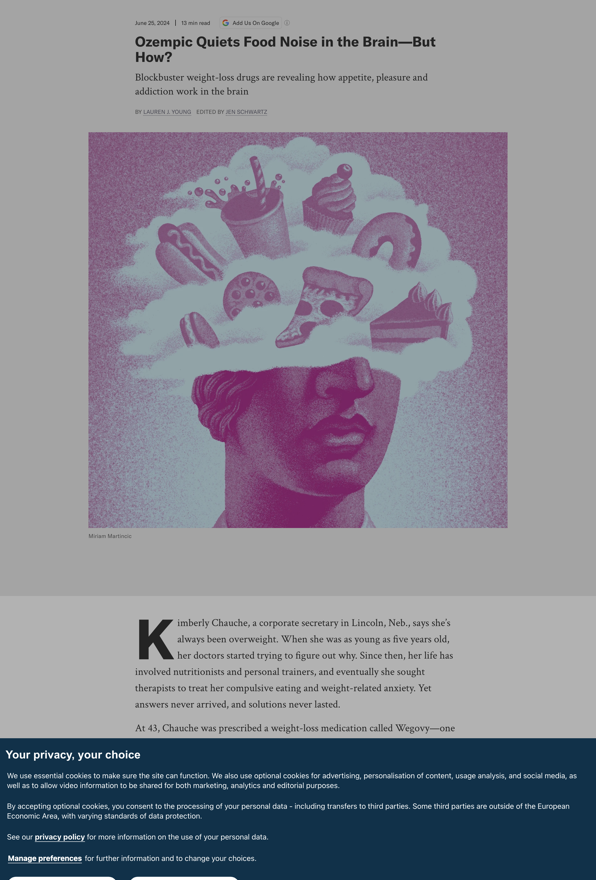 June 25, 2024 | 13 min read Add Us On Google
Ozempic Quiets Food Noise in the Brain—But
How?
Blockbuster weight-loss drugs are revealing how appetite, pleasure and
addiction work in the brain
BY LAUREN J. YOUNG EDITED BY JEN SCHWARTZ
Miriam Martincic
Kimberly Chauche, a corporate secretary in Lincoln, Neb., says she's
always been overweight. When she was as young as five years old,
her doctors started trying to figure out why. Since then, her life has
involved nutritionists and personal trainers, and eventually she sought
therapists to treat her compulsive eating and weight-related anxiety. Yet
answers never arrived, and solutions never lasted.
At 43, Chauche was prescribed a weight-loss medication called Wegovy—one
Your privacy, your choice
We use essential cookies to make sure the site can function. We also use optional cookies for advertising, personalisation of content, usage analysis, and social media, as
well as to allow video information to be shared for both marketing, analytics and editorial purposes.
By accepting optional cookies, you consent to the processing of your personal data - including transfers to third parties. Some third parties are outside of the European
Economic Area, with varying standards of data protection.
See our privacy policy for more information on the use of your personal data.
Manage preferences for further information and to change your choices.